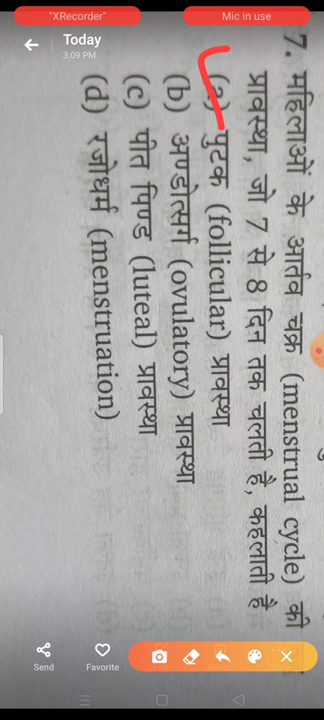 "XRecorder"
Mic in use
Today
3:09 PM
7. महिलाओं के आर्तव चक्र (menstrual cycle) की
प्रावस्था, जो 7 से 8 दिन तक चलती है, कहलाती है
(a) पुटक (follicular) प्रावस्था
(b) अण्डोत्सर्ग (ovulatory) प्रावस्था
(c) पीत पिण्ड (luteal) प्रावस्था
(d) रजोधर्म (menstruation)
Send
Favorite